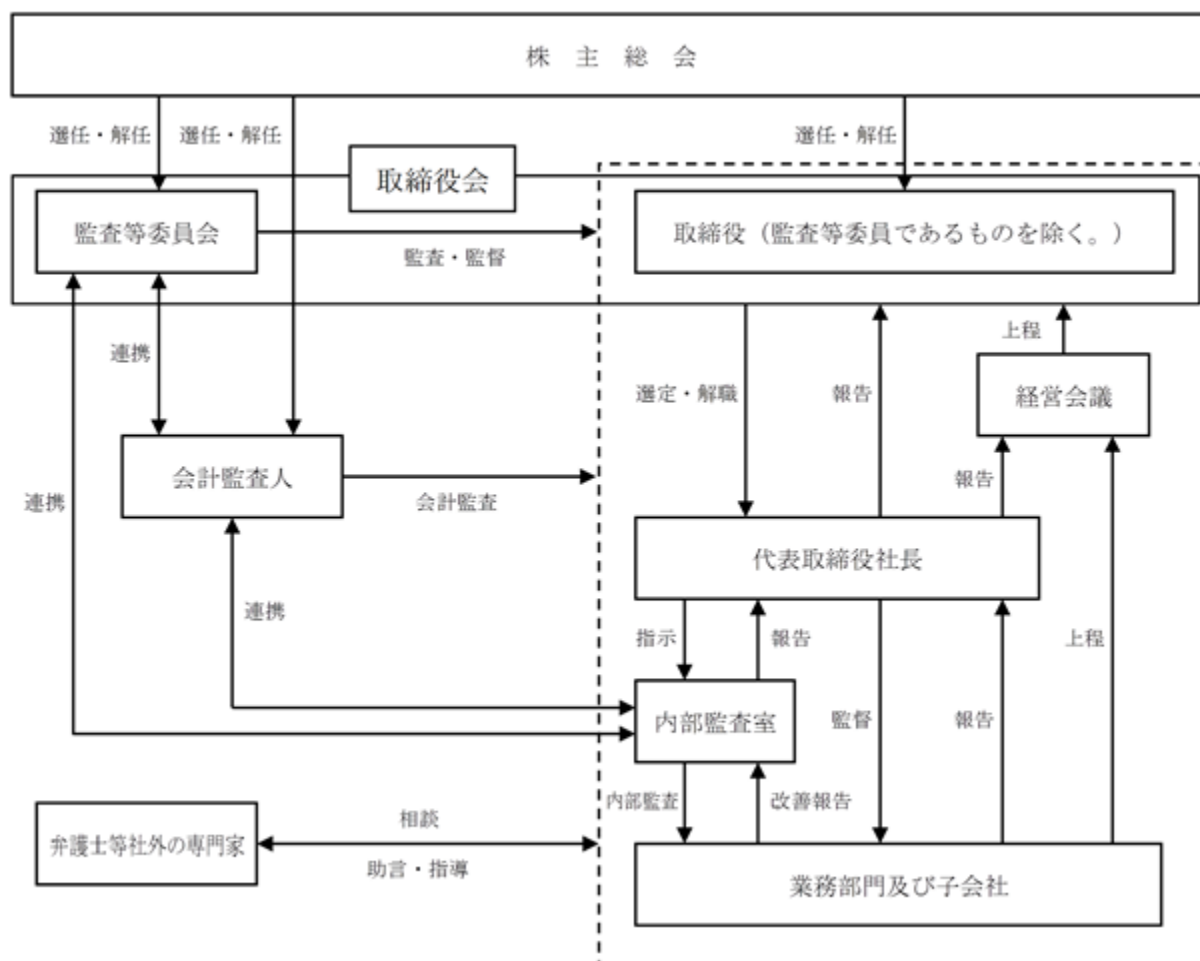 株 主 総 会
選任・解任
選任・解任
選任・解任
取締役会
監査等委員会
取締役（監査等委員であるものを除く。）
監査・監督
上程
連携
選定・解職
報告
経営会議
会計監査人
報告
連携
会計監査
代表取締役社長
連携
指示
報告
上程
内部監査室
監督
報告
内部監査
改善報告
相談
弁護士等社外の専門家
助言・指導
業務部門及び子会社